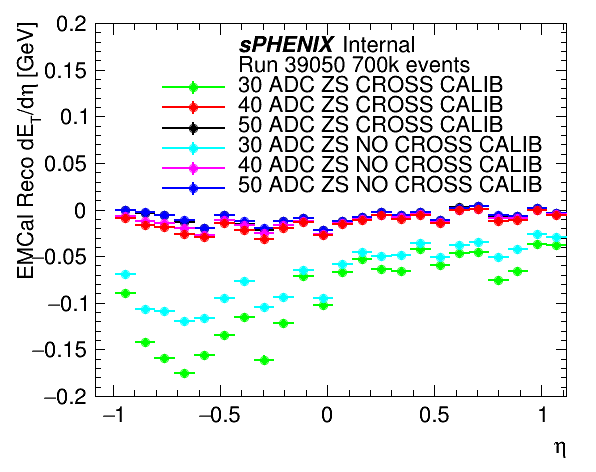 sPHENIX Internal
Run 39050 700k events
30 ADC ZS CROSS CALIB
40 ADC ZS CROSS CALIB
50 ADC ZS CROSS CALIB
30 ADC ZS NO CROSS CALIB
40 ADC ZS NO CROSS CALIB
50 ADC ZS NO CROSS CALIB
EMCal Reco dE_T/dη [GeV]
0.2
0.15
0.1
0.05
0
−0.05
−0.1
−0.15
−0.2
−1 −0.5 0 0.5 1
η